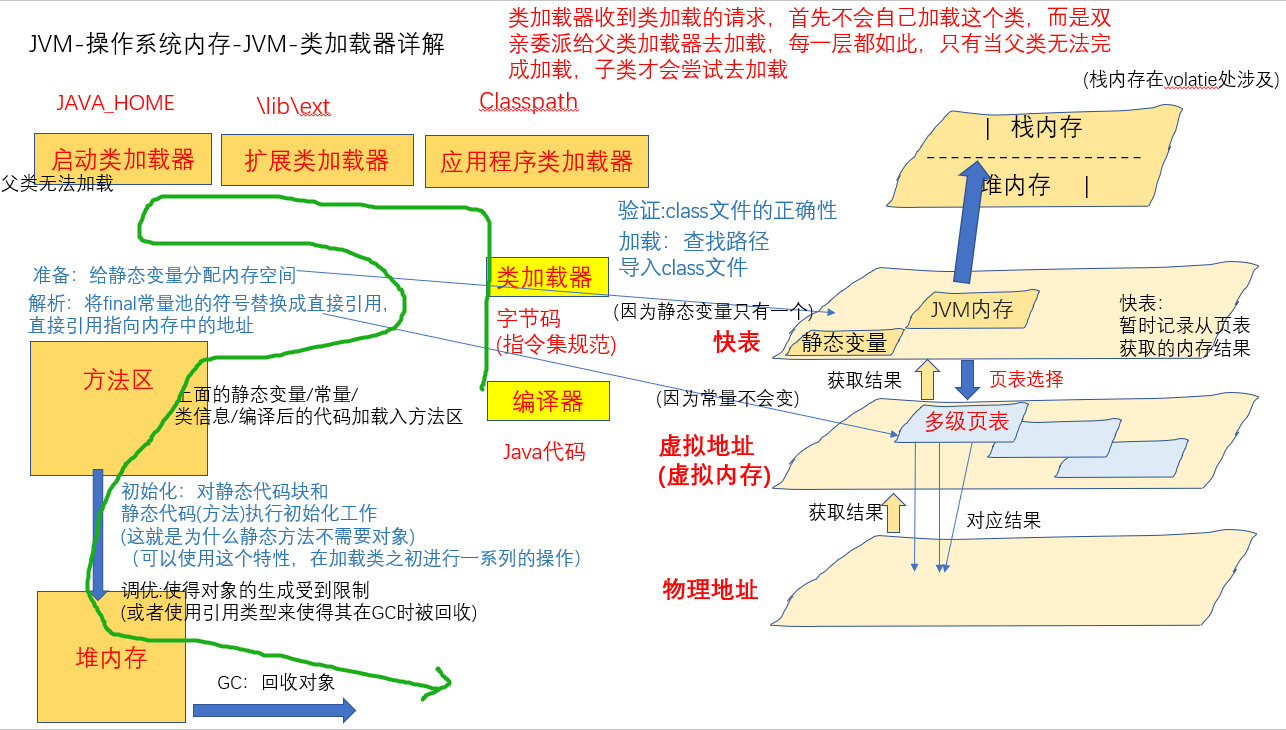 JVM-操作系统内存-JVM-类加载器详解
类加载器收到类加载的请求，首先不会自己加载这个类，而是双
亲委派给父类加载器去加载，每一层都如此，只有当父类无法完
成加载，子类才会尝试去加载
(栈内存在volatie处涉及)
JAVA_HOME
\lib\ext
Classpath
启动类加载器
扩展类加载器
应用程序类加载器
父类无法加载
| 栈内存
堆内存 |
验证:class文件的正确性
加载：查找路径
导入class文件
准备：给静态变量分配内存空间
解析：将final常量池的符号替换成直接引用，
直接引用指向内存中的地址
类加载器
字节码
(指令集规范)
(因为静态变量只有一个)
快表
JVM内存
静态变量
快表：
暂时记录从页表
获取的内存结果
方法区
上面的静态变量/常量/
类信息/编译后的代码加载入方法区
编译器
Java代码
获取结果
页表选择
(因为常量不会变)
多级页表
虚拟地址
(虚拟内存)
初始化：对静态代码块和
静态代码(方法)执行初始化工作
(这就是为什么静态方法不需要对象)
（可以使用这个特性，在加载类之初进行一系列的操作）
获取结果
对应结果
物理地址
调优:使得对象的生成受到限制
(或者使用引用类型来使得其在GC时被回收)
堆内存
GC：回收对象